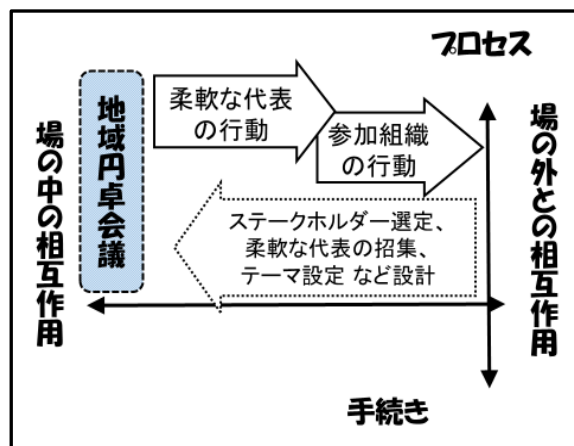 プロセス
場の中の相互作用
地域円卓会議
柔軟な代表
の行動
参加組織
の行動
ステークホルダー選定、
柔軟な代表の招集、
テーマ設定 など設計
場の外との相互作用
手続き